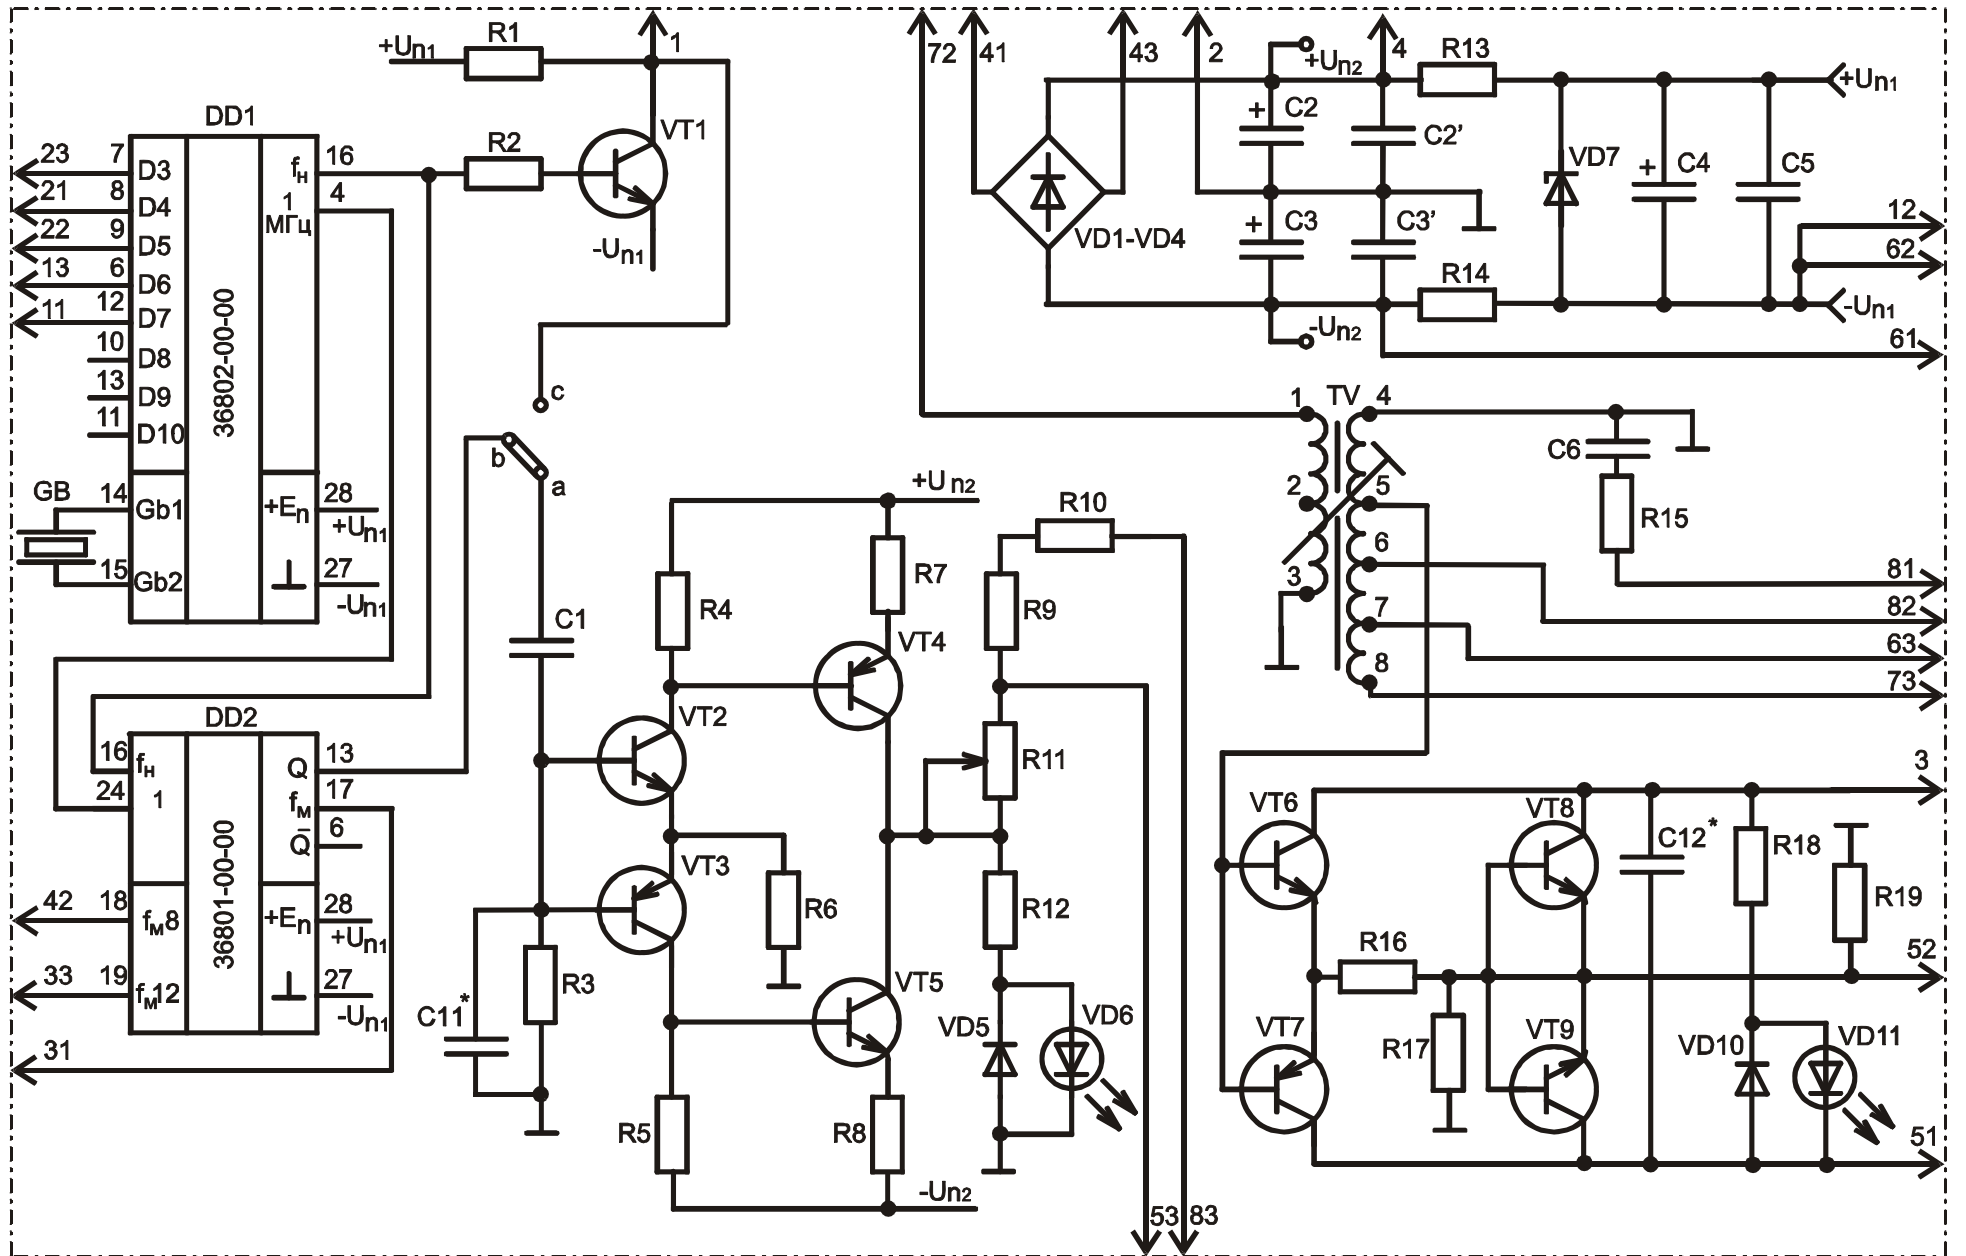 +Uп1
R1
1
VT1
R2
-Uп1
DD1
36802-00-00
23
7
D3
21
8
D4
22
9
D5
13
6
D6
11
12
D7
10
D8
13
D9
11
D10
fн
16
1
МГц
4
GB
14
Gb1
15
Gb2
+Eп
28
+Uп1
27
-Uп1
c
b
a
DD2
36801-00-00
16
fн
24
1
Q
13
fм
17
Q̅
6
42
18
fм8
33
19
fм12
31
+Eп
28
+Uп1
27
-Uп1
C1
C11*
R3
R4
VT2
VT3
R5
R6
+Uп2
R7
VT4
VT5
R8
-Uп2
R9
R10
R11
R12
VD5
VD6
53
83
72
41
43
2
4
VD1-VD4
+Uп2
+
C2
C2’
+
C3
C3’
-Uп2
R13
R14
VD7
+
C4
C5
+Uп1
-Uп1
12
62
61
TV
1
2
3
4
5
6
7
8
C6
R15
81
82
63
73
VT6
VT7
R16
R17
VT8
VT9
C12*
R18
R19
VD10
VD11
3
52
51